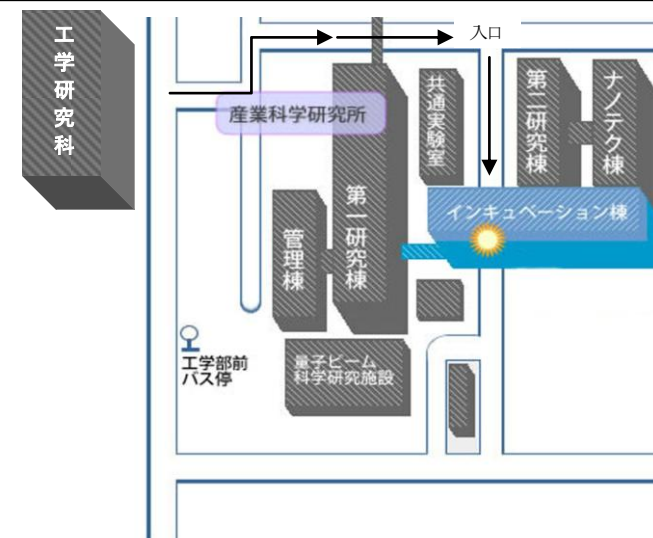 工学研究科
入口
産業科学研究所
共通実験室
第二研究棟
ナノテク棟
第一研究棟
管理棟
インキュベーション棟
工学部前
バス停
量子ビーム
科学研究施設